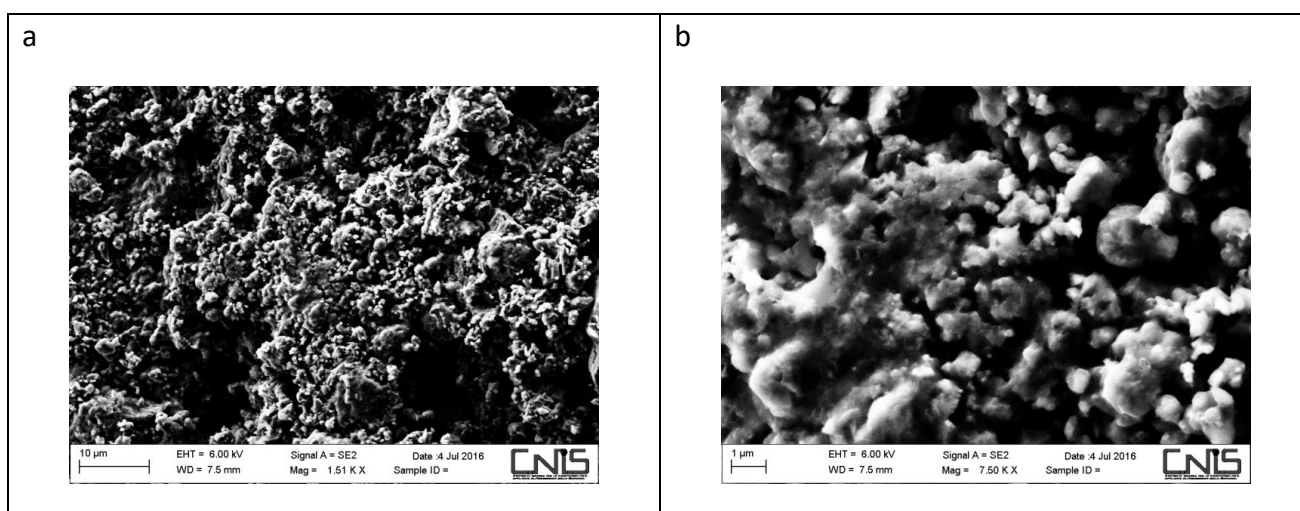 a
b
10 µm
EHT = 6.00 kV
WD = 7.5 mm
Signal A = SE2
Mag = 1.51 K X
Date :4 Jul 2016
Sample ID =
CNIS
1 µm
EHT = 6.00 kV
WD = 7.5 mm
Signal A = SE2
Mag = 7.50 K X
Date :4 Jul 2016
Sample ID =
CNIS